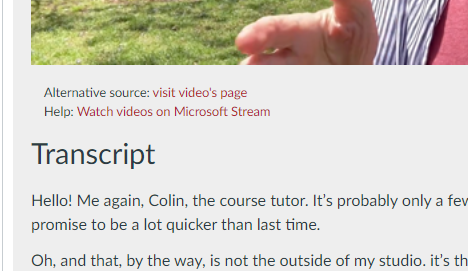 Alternative source: visit video's page
Help: Watch videos on Microsoft Stream
Transcript
Hello! Me again, Colin, the course tutor. It's probably only a few
promise to be a lot quicker than last time.
Oh, and that, by the way, is not the outside of my studio. it's th